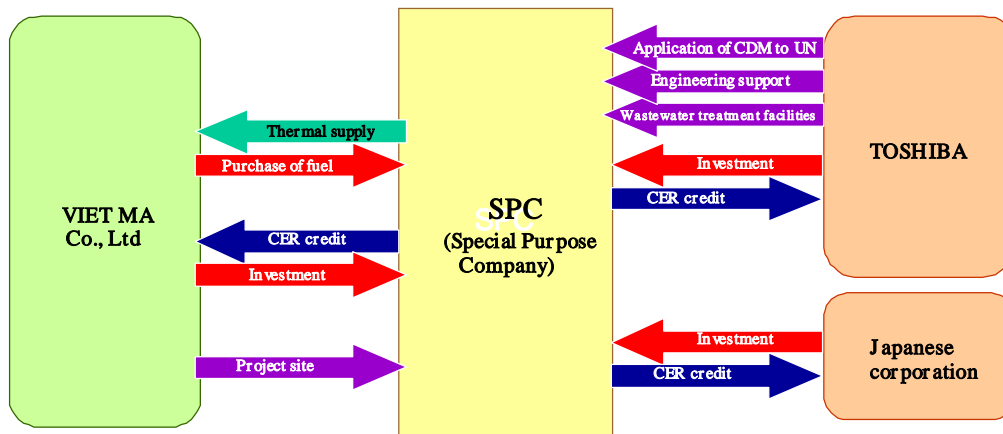 VIET MA
Co., Ltd
Thermal supply
Purchase of fuel
CER credit
Investment
Project site
SPC
SPC
(Special Purpose
Company)
Application of CDM to UN
Engineering support
Wastewater treatment facilities
Investment
CER credit
Investment
CER credit
TOSHIBA
Japanese
corporation